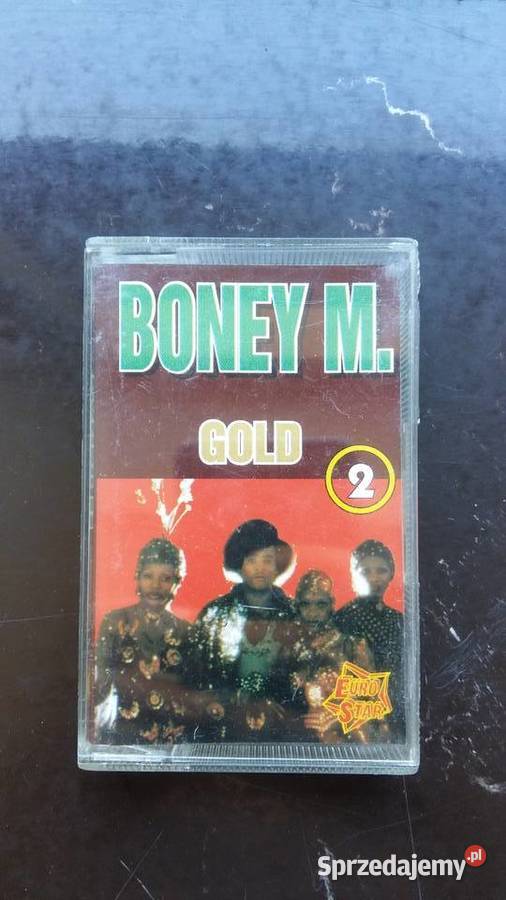 BONEY M.
GOLD
2
EURO
STAR
Sprzedajemy.pl